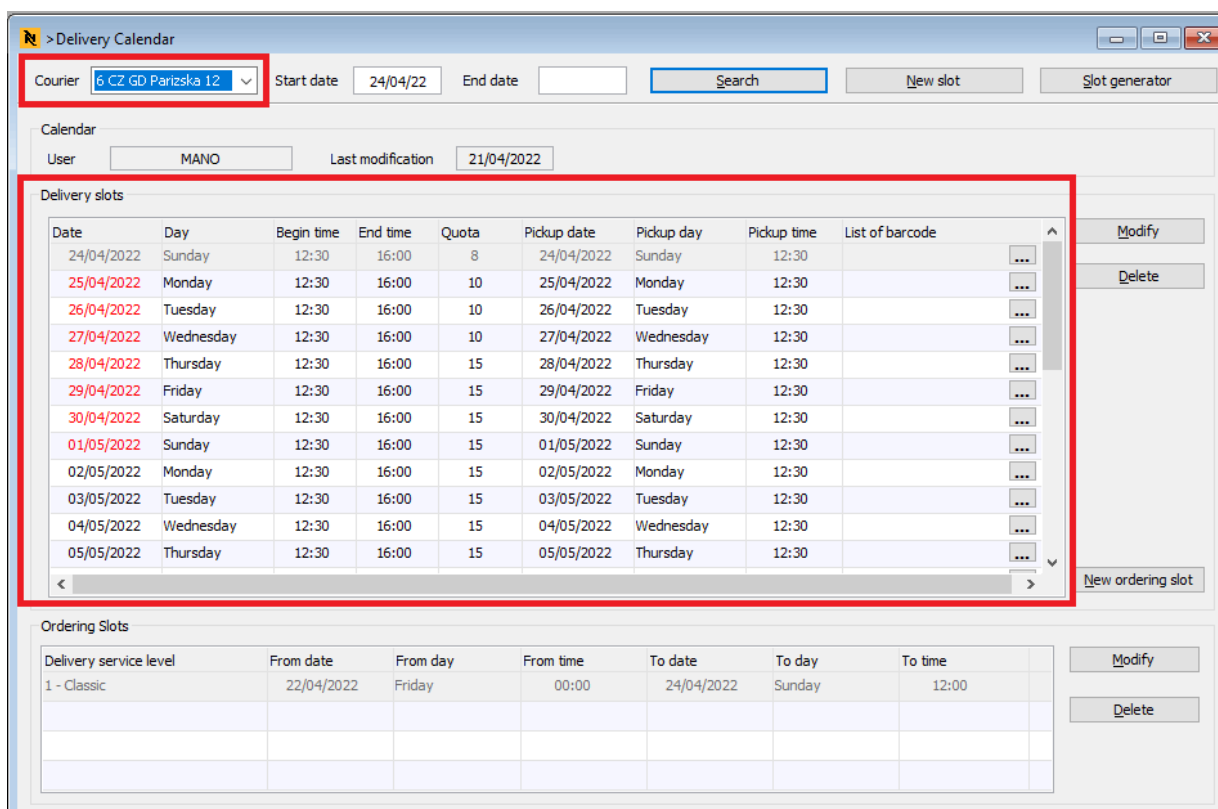 >Delivery Calendar
Courier 6 CZ GD Parizska 12 Start date 24/04/22 End date Search New slot Slot generator
Calendar
User MANO Last modification 21/04/2022
Delivery slots
Date Day Begin time End time Quota Pickup date Pickup day Pickup time List of barcode
24/04/2022 Sunday 12:30 16:00 8 24/04/2022 Sunday 12:30 ...
Modify
25/04/2022 Monday 12:30 16:00 10 25/04/2022 Monday 12:30 ...
Delete
26/04/2022 Tuesday 12:30 16:00 10 26/04/2022 Tuesday 12:30 ...
27/04/2022 Wednesday 12:30 16:00 10 27/04/2022 Wednesday 12:30 ...
28/04/2022 Thursday 12:30 16:00 15 28/04/2022 Thursday 12:30 ...
29/04/2022 Friday 12:30 16:00 15 29/04/2022 Friday 12:30 ...
30/04/2022 Saturday 12:30 16:00 15 30/04/2022 Saturday 12:30 ...
01/05/2022 Sunday 12:30 16:00 15 01/05/2022 Sunday 12:30 ...
02/05/2022 Monday 12:30 16:00 15 02/05/2022 Monday 12:30 ...
03/05/2022 Tuesday 12:30 16:00 15 03/05/2022 Tuesday 12:30 ...
04/05/2022 Wednesday 12:30 16:00 15 04/05/2022 Wednesday 12:30 ...
05/05/2022 Thursday 12:30 16:00 15 05/05/2022 Thursday 12:30 ...
New ordering slot
Ordering Slots
Delivery service level From date From day From time To date To day To time
Modify
1 - Classic 22/04/2022 Friday 00:00 24/04/2022 Sunday 12:00
Delete